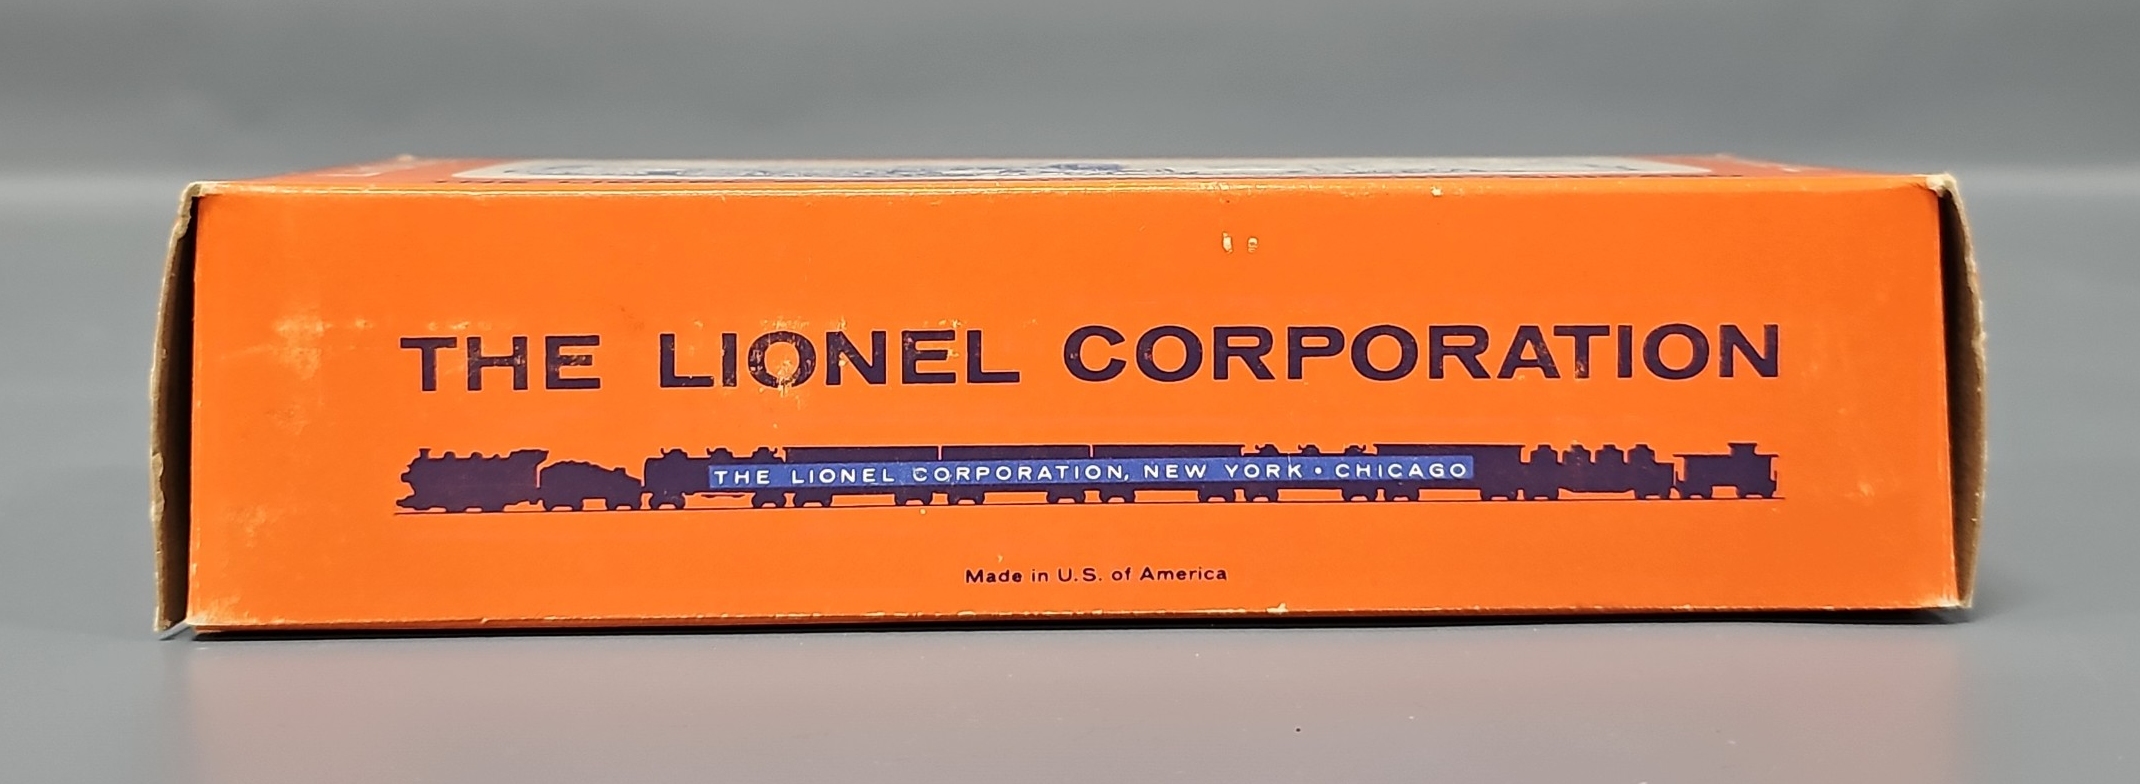 THE LIONEL CORPORATION
THE LIONEL CORPORATION, NEW YORK • CHICAGO
Made in U.S. of America